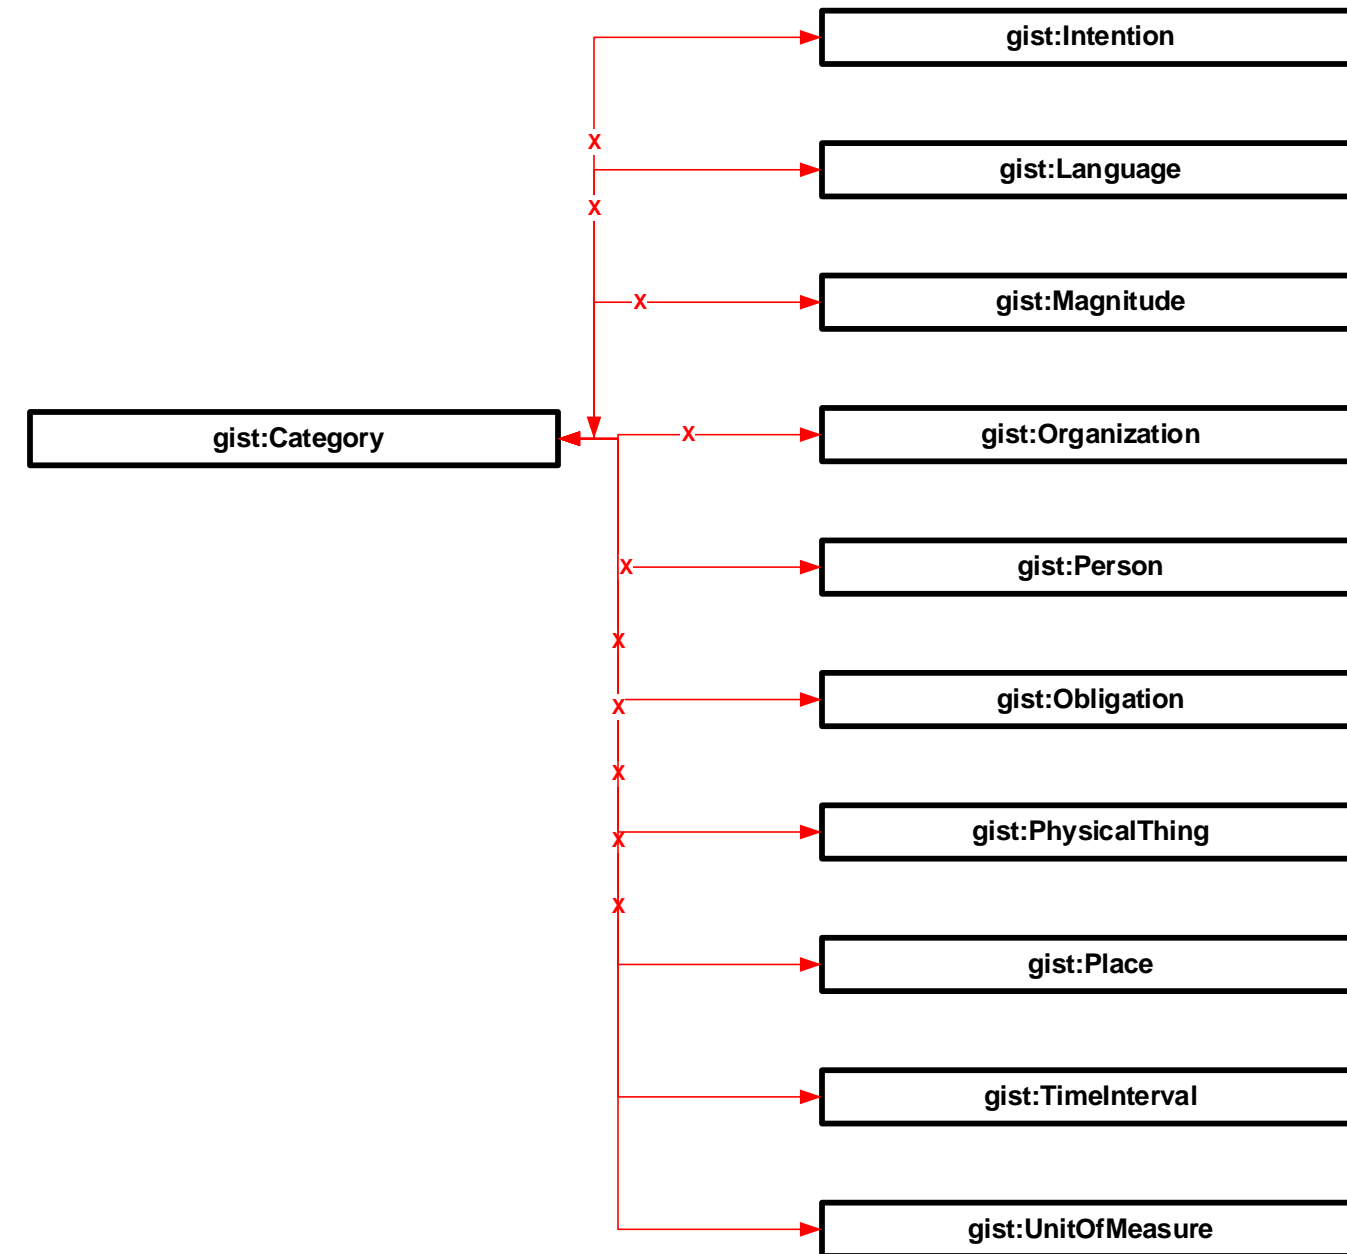 gist:Intention
X
gist:Language
X
gist:Magnitude
X
gist:Category
gist:Organization
X
gist:Person
X
X
gist:Obligation
X
X
gist:PhysicalThing
X
X
gist:Place
gist:TimeInterval
gist:UnitOfMeasure